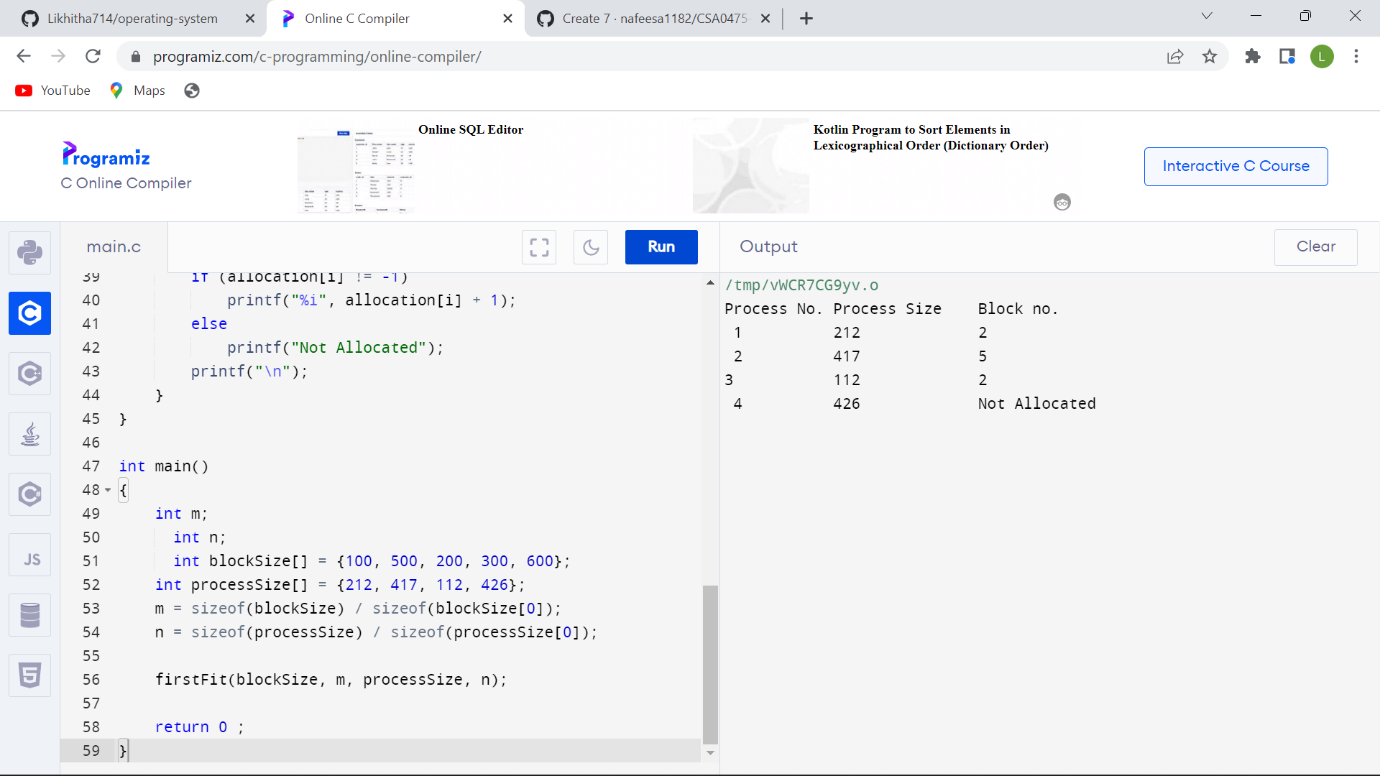 Likhitha714/operating-system
Online C Compiler
Create 7 · nafeesa1182/CSA0475
programiz.com/c-programming/online-compiler/
L
YouTube
Maps
Programiz
C Online Compiler
Online SQL Editor
Kotlin Program to Sort Elements in
Lexicographical Order (Dictionary Order)
Interactive C Course
main.c
Run
Output
Clear
39 if (allocation[i] != -1)
40 printf("%i", allocation[i] + 1);
41 else
42 printf("Not Allocated");
43 printf("\n");
44 }
45 }
46
47 int main()
48 {
49 int m;
50 int n;
51 int blockSize[] = {100, 500, 200, 300, 600};
52 int processSize[] = {212, 417, 112, 426};
53 m = sizeof(blockSize) / sizeof(blockSize[0]);
54 n = sizeof(processSize) / sizeof(processSize[0]);
55
56 firstFit(blockSize, m, processSize, n);
57
58 return 0 ;
59 }
JS
/tmp/vWCR7CG9yv.o
Process No. Process Size Block no.
1 212 2
2 417 5
3 112 2
4 426 Not Allocated